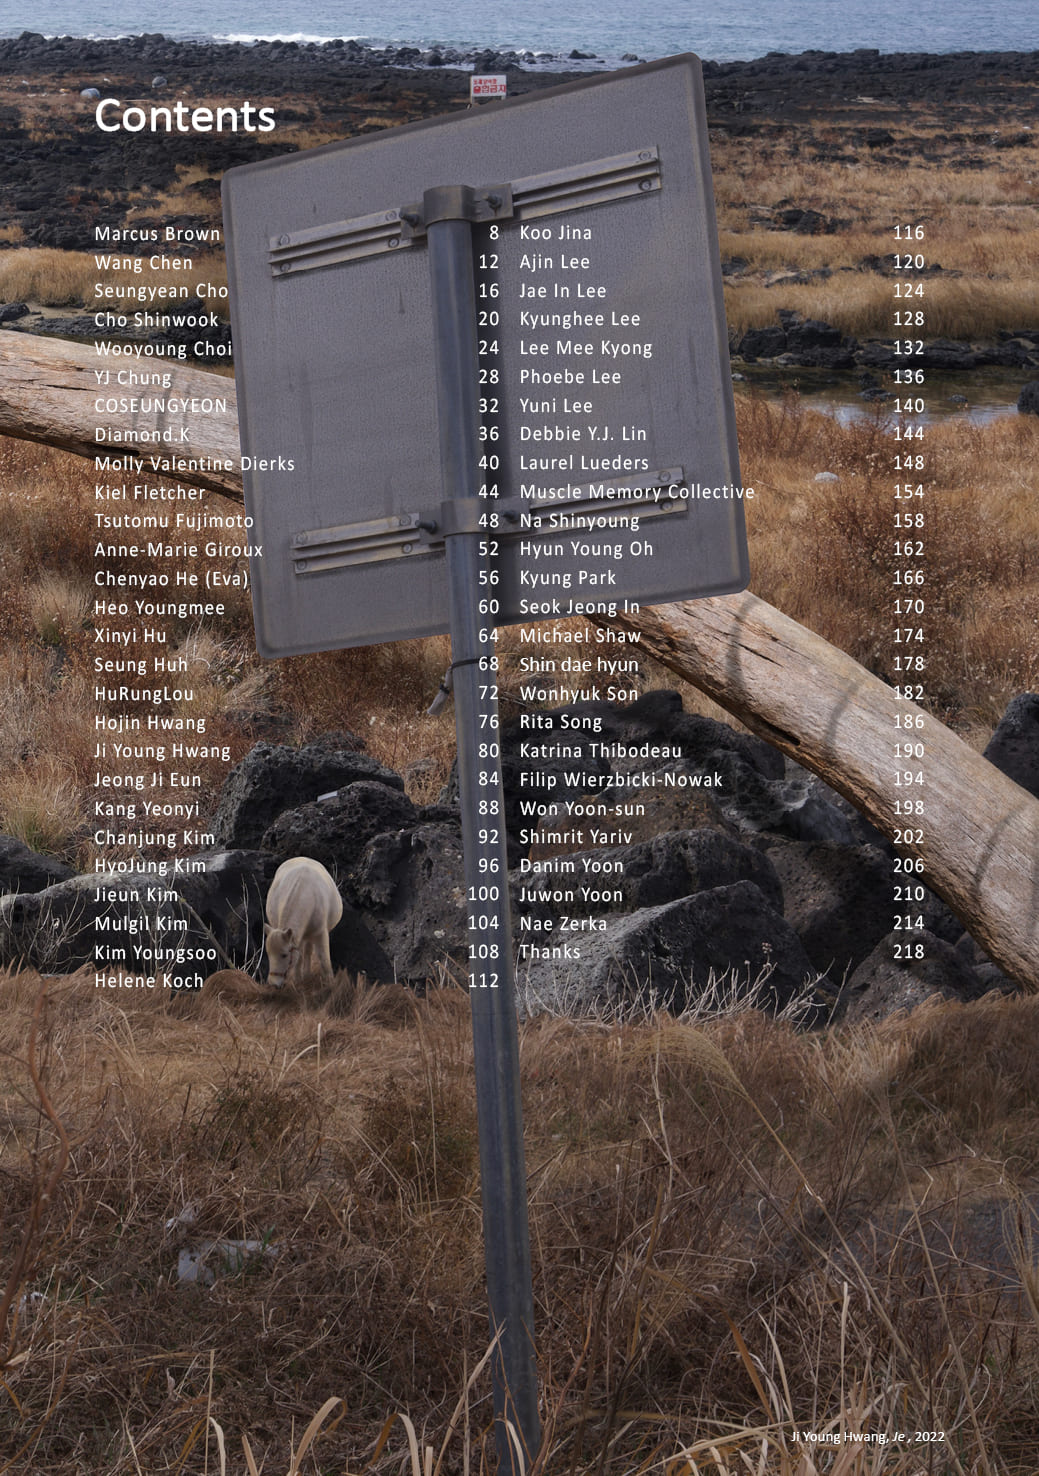 출입금지
Contents
Marcus Brown 8
Wang Chen 12
Seungyean Cho 16
Cho Shinwook 20
Wooyoung Choi 24
YJ Chung 28
COSEUNGYEON 32
Diamond.K 36
Molly Valentine Dierks 40
Kiel Fletcher 44
Tsutomu Fujimoto 48
Anne-Marie Giroux 52
Chenyao He (Eva) 56
Heo Youngmee 60
Xinyi Hu 64
Seung Huh 68
HuRungLou 72
Hojin Hwang 76
Ji Young Hwang 80
Jeong Ji Eun 84
Kang Yeonyi 88
Chanjung Kim 92
HyoJung Kim 96
Jieun Kim 100
Mulgil Kim 104
Kim Youngsoo 108
Helene Koch 112
Koo Jina 116
Ajin Lee 120
Jae In Lee 124
Kyunghee Lee 128
Lee Mee Kyong 132
Phoebe Lee 136
Yuni Lee 140
Debbie Y.J. Lin 144
Laurel Lueders 148
Muscle Memory Collective 154
Na Shinyoung 158
Hyun Young Oh 162
Kyung Park 166
Seok Jeong In 170
Michael Shaw 174
Shin dae hyun 178
Wonhyuk Son 182
Rita Song 186
Katrina Thibodeau 190
Filip Wierzbicki-Nowak 194
Won Yoon-sun 198
Shimrit Yariv 202
Danim Yoon 206
Juwon Yoon 210
Nae Zerka 214
Thanks 218
Ji Young Hwang, Je , 2022